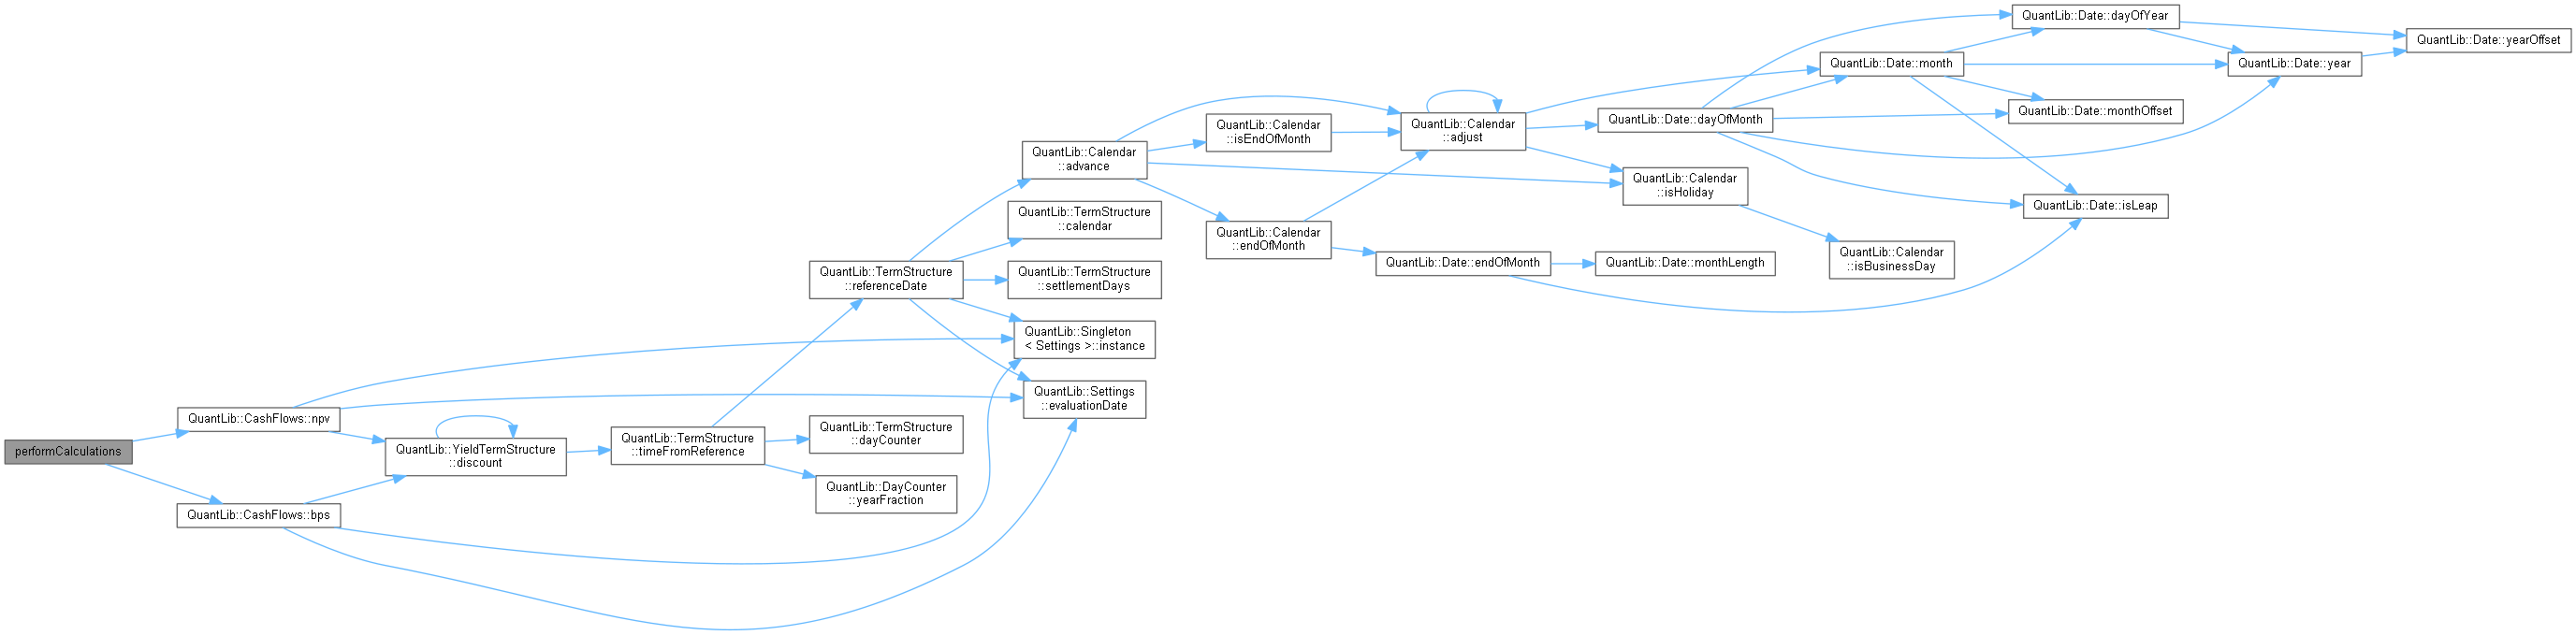 performCalculations
QuantLib::CashFlows::npv
QuantLib::CashFlows::bps
QuantLib::YieldTermStructure
::discount
QuantLib::TermStructure
::timeFromReference
QuantLib::TermStructure
::referenceDate
QuantLib::TermStructure
::dayCounter
QuantLib::DayCounter
::yearFraction
QuantLib::Calendar
::advance
QuantLib::TermStructure
::calendar
QuantLib::TermStructure
::settlementDays
QuantLib::Singleton
< Settings >::instance
QuantLib::Settings
::evaluationDate
QuantLib::Calendar
::isEndOfMonth
QuantLib::Calendar
::endOfMonth
QuantLib::Calendar
::adjust
QuantLib::Date::endOfMonth
QuantLib::Date::dayOfMonth
QuantLib::Calendar
::isHoliday
QuantLib::Date::monthLength
QuantLib::Date::month
QuantLib::Calendar
::isBusinessDay
QuantLib::Date::dayOfYear
QuantLib::Date::monthOffset
QuantLib::Date::isLeap
QuantLib::Date::year
QuantLib::Date::yearOffset